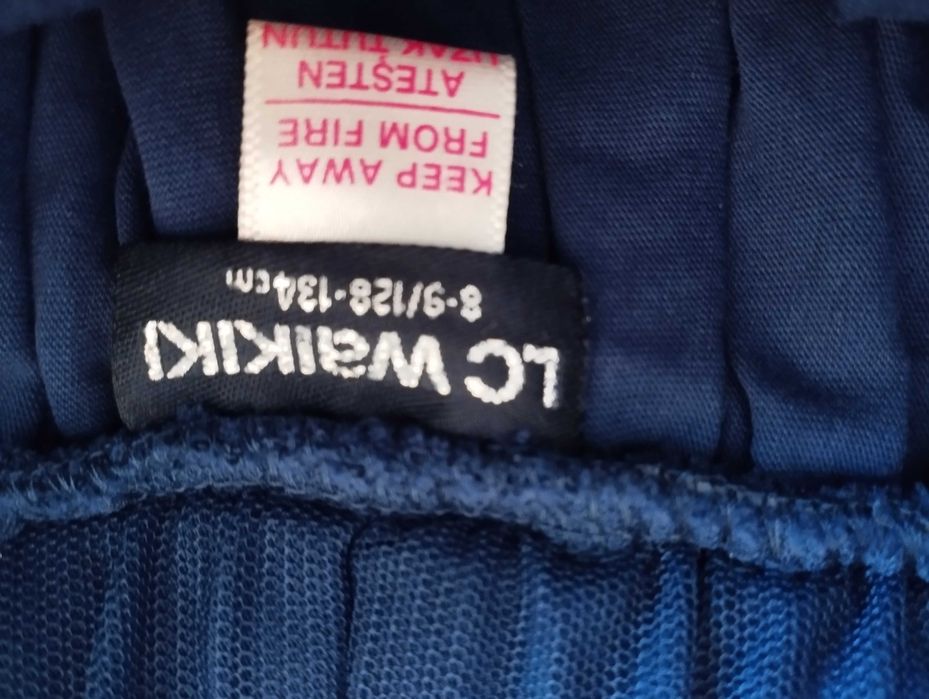 LC WAIKIKI
8-9/128-134cm
KEEP AWAY
FROM FIRE
ATEŞTEN
UZAK TUTUN